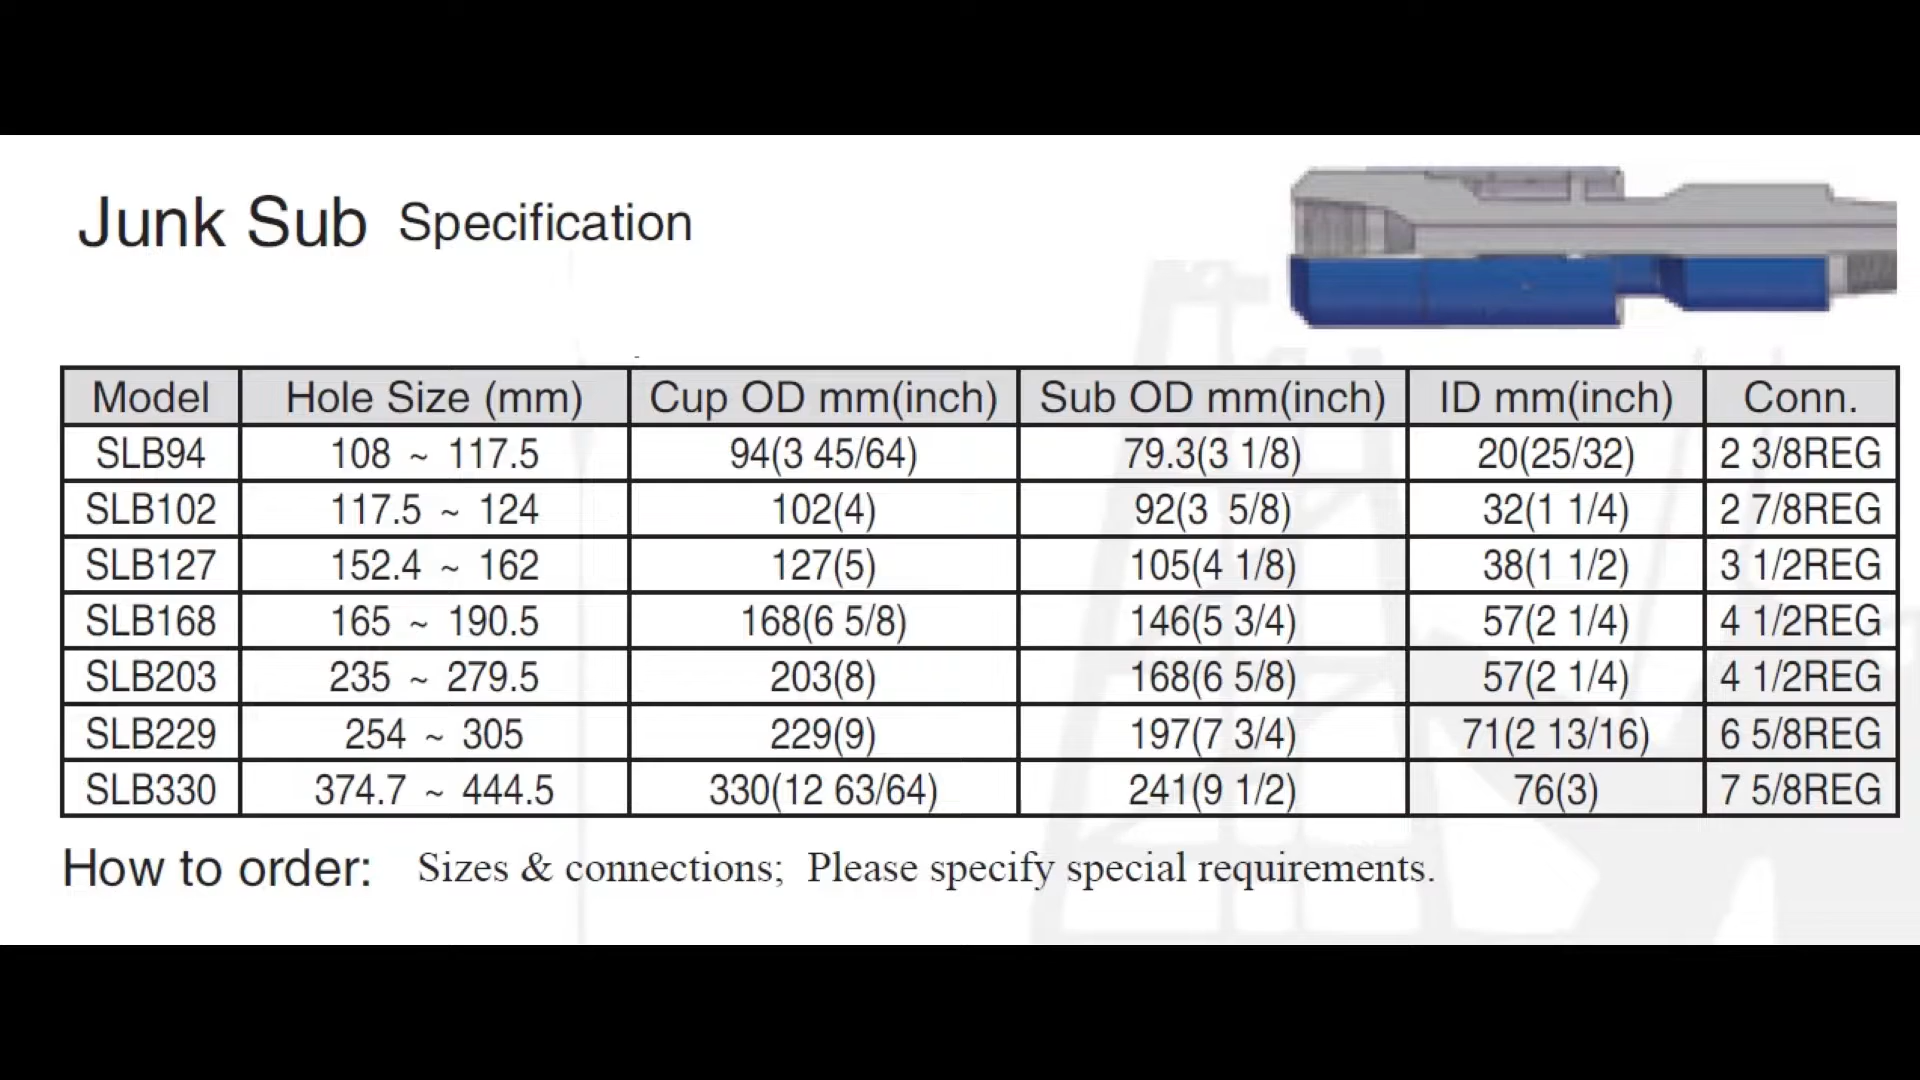 Junk Sub Specification
Model Hole Size (mm) Cup OD mm(inch) Sub OD mm(inch) ID mm(inch) Conn.
SLB94 108 ~ 117.5 94(3 45/64) 79.3(3 1/8) 20(25/32) 2 3/8REG
SLB102 117.5 ~ 124 102(4) 92(3 5/8) 32(1 1/4) 2 7/8REG
SLB127 152.4 ~ 162 127(5) 105(4 1/8) 38(1 1/2) 3 1/2REG
SLB168 165 ~ 190.5 168(6 5/8) 146(5 3/4) 57(2 1/4) 4 1/2REG
SLB203 235 ~ 279.5 203(8) 168(6 5/8) 57(2 1/4) 4 1/2REG
SLB229 254 ~ 305 229(9) 197(7 3/4) 71(2 13/16) 6 5/8REG
SLB330 374.7 ~ 444.5 330(12 63/64) 241(9 1/2) 76(3) 7 5/8REG
How to order: Sizes & connections; Please specify special requirements.